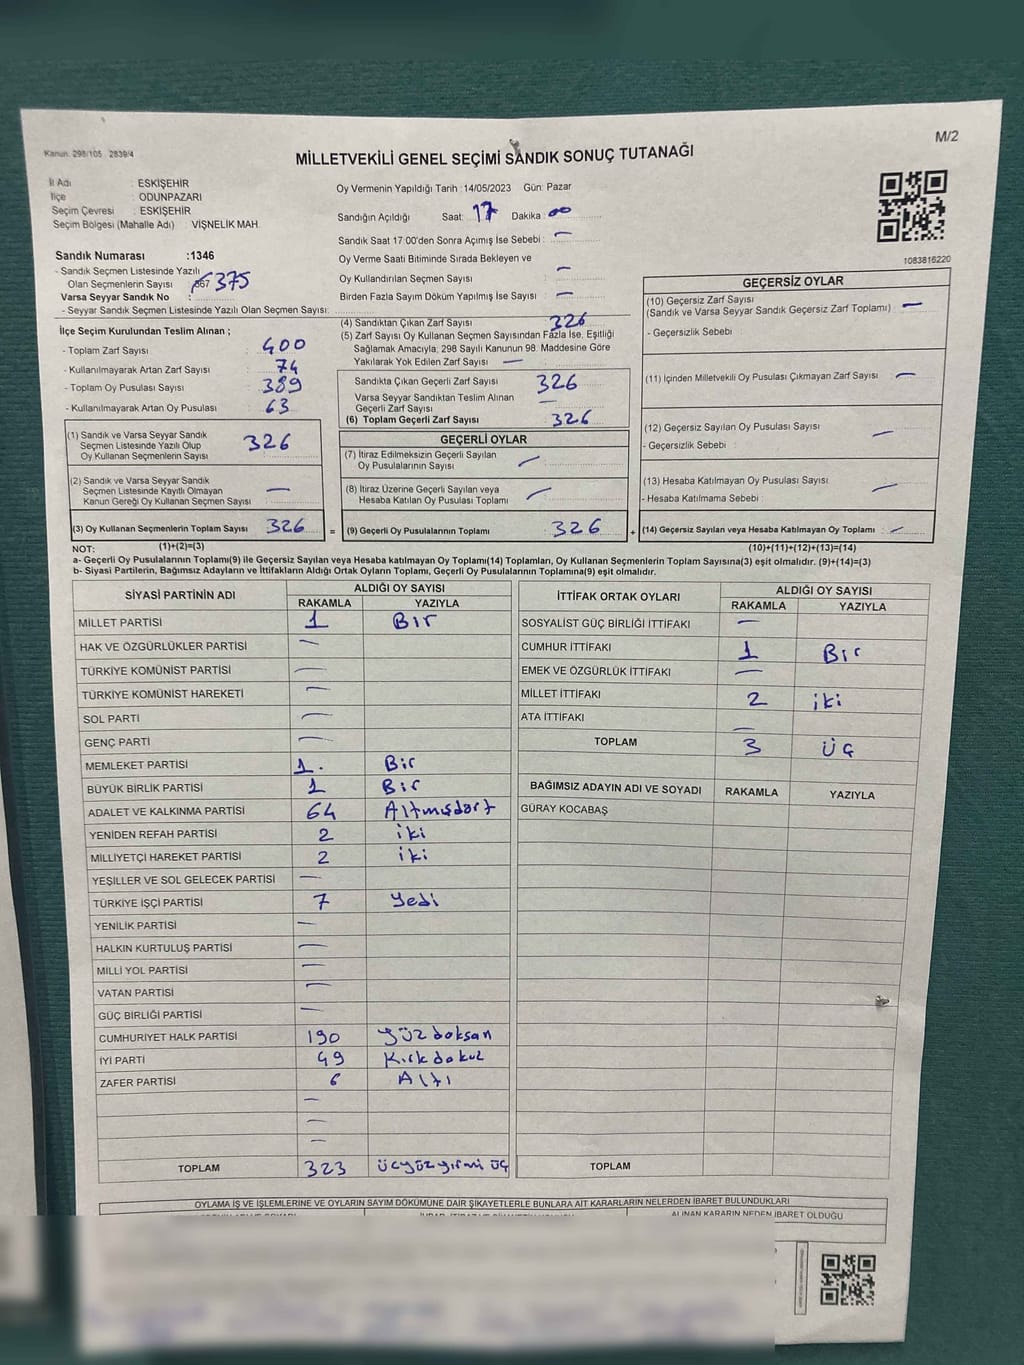 M/2
Kanun: 298/105 2839/4
MİLLETVEKİLİ GENEL SEÇİMİ SANDIK SONUÇ TUTANAĞI
İl Adı : ESKİŞEHİR
İlçe : ODUNPAZARI
Seçim Çevresi : ESKİŞEHİR
Seçim Bölgesi (Mahalle Adı) : VİŞNELİK MAH.
Sandık Numarası :1346
- Sandık Seçmen Listesinde Yazılı
Olan Seçmenlerin Sayısı 375
Varsa Seyyar Sandık No :
- Seyyar Sandık Seçmen Listesinde Yazılı Olan Seçmen Sayısı:
İlçe Seçim Kurulundan Teslim Alınan ;
- Toplam Zarf Sayısı : 400
- Kullanılmayarak Artan Zarf Sayısı : 74
- Toplam Oy Pusulası Sayısı : 389
- Kullanılmayarak Artan Oy Pusulası : 63
(1) Sandık ve Varsa Seyyar Sandık
Seçmen Listesinde Yazılı Olup
Oy Kullanan Seçmenlerin Sayısı 326
(2) Sandık ve Varsa Seyyar Sandık
Seçmen Listesinde Kayıtlı Olmayan
Kanun Gereği Oy Kullanan Seçmen Sayısı : —
(3) Oy Kullanan Seçmenlerin Toplam Sayısı : 326
Oy Vermenin Yapıldığı Tarih :14/05/2023 Gün: Pazar
Sandığın Açıldığı Saat: 17 Dakika : 00
Sandık Saat 17:00'den Sonra Açımış İse Sebebi : —
Oy Verme Saati Bitiminde Sırada Bekleyen ve
Oy Kullandırılan Seçmen Sayısı : —
Birden Fazla Sayım Döküm Yapılmış İse Sayısı : —
(4) Sandıktan Çıkan Zarf Sayısı : 326
(5) Zarf Sayısı Oy Kullanan Seçmen Sayısından Fazla İse, Eşitliği
Sağlamak Amacıyla, 298 Sayılı Kanunun 98. Maddesine Göre
Yakılarak Yok Edilen Zarf Sayısı : —
Sandıkta Çıkan Geçerli Zarf Sayısı : 326
Varsa Seyyar Sandıktan Teslim Alınan
Geçerli Zarf Sayısı : —
(6) Toplam Geçerli Zarf Sayısı : 326
GEÇERLİ OYLAR
(7) İtiraz Edilmeksizin Geçerli Sayılan
Oy Pusulalarının Sayısı : —
(8) İtiraz Üzerine Geçerli Sayılan veya
Hesaba Katılan Oy Pusulası Toplamı : —
= (9) Geçerli Oy Pusulalarının Toplamı : 326
1083816220
GEÇERSİZ OYLAR
(10) Geçersiz Zarf Sayısı
(Sandık ve Varsa Seyyar Sandık Geçersiz Zarf Toplamı) : —
- Geçersizlik Sebebi :
(11) İçinden Milletvekili Oy Pusulası Çıkmayan Zarf Sayısı : —
(12) Geçersiz Sayılan Oy Pusulası Sayısı : —
- Geçersizlik Sebebi :
(13) Hesaba Katılmayan Oy Pusulası Sayısı : —
- Hesaba Katılmama Sebebi :
+ (14) Geçersiz Sayılan veya Hesaba Katılmayan Oy Toplamı : —
NOT: (1)+(2)=(3) (10)+(11)+(12)+(13)=(14)
a- Geçerli Oy Pusulalarının Toplamı(9) ile Geçersiz Sayılan veya Hesaba Katılmayan Oy Toplamı(14) Toplamları, Oy Kullanan Seçmenlerin Toplam Sayısına(3) eşit olmalıdır. (9)+(14)=(3)
b- Siyasi Partilerin, Bağımsız Adayların ve İttifakların Aldığı Ortak Oyların Toplamı, Geçerli Oy Pusulalarının Toplamına(9) eşit olmalıdır.
SİYASİ PARTİNİN ADI ALDIĞI OY SAYISI
RAKAMLA YAZIYLA
MİLLET PARTİSİ 1 Bir
HAK VE ÖZGÜRLÜKLER PARTİSİ —
TÜRKİYE KOMÜNİST PARTİSİ —
TÜRKİYE KOMÜNİST HAREKETİ —
SOL PARTİ —
GENÇ PARTİ —
MEMLEKET PARTİSİ 1. Bir
BÜYÜK BİRLİK PARTİSİ 1 Bir
ADALET VE KALKINMA PARTİSİ 64 Altmışdört
YENİDEN REFAH PARTİSİ 2 iki
MİLLİYETÇİ HAREKET PARTİSİ 2 iki
YEŞİLLER VE SOL GELECEK PARTİSİ —
TÜRKİYE İŞÇİ PARTİSİ 7 Yedi
YENİLİK PARTİSİ —
HALKIN KURTULUŞ PARTİSİ —
MİLLİ YOL PARTİSİ —
VATAN PARTİSİ —
GÜÇ BİRLİĞİ PARTİSİ —
CUMHURİYET HALK PARTİSİ 190 Yüzdoksan
İYİ PARTİ 49 Kırkdokuz
ZAFER PARTİSİ 6 Altı
—
—
—
TOPLAM 323 üçyüzyirmi üç
İTTİFAK ORTAK OYLARI ALDIĞI OY SAYISI
RAKAMLA YAZIYLA
SOSYALİST GÜÇ BİRLİĞİ İTTİFAKI —
CUMHUR İTTİFAKI 1 Bir
EMEK VE ÖZGÜRLÜK İTTİFAKI —
MİLLET İTTİFAKI 2 iki
ATA İTTİFAKI —
TOPLAM 3 üç
BAĞIMSIZ ADAYIN ADI VE SOYADI RAKAMLA YAZIYLA
GÜRAY KOCABAŞ
TOPLAM
OYLAMA İŞ VE İŞLEMLERİNE VE OYLARIN SAYIM DÖKÜMÜNE DAİR ŞİKAYETLERLE BUNLARA AİT KARARLARIN NELERDEN İBARET BULUNDUKLARI
ALINAN KARARIN NEDEN İBARET OLDUĞU